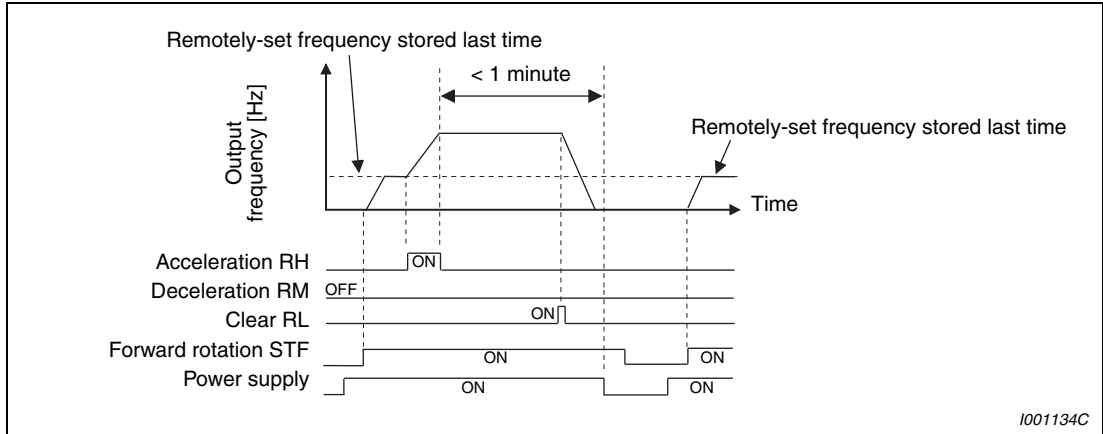 Remotely-set frequency stored last time
< 1 minute
Output
frequency [Hz]
Remotely-set frequency stored last time
Time
Acceleration RH
ON
Deceleration RM
OFF
Clear RL
ON
Forward rotation STF
ON
ON
Power supply
ON
ON
I001134C